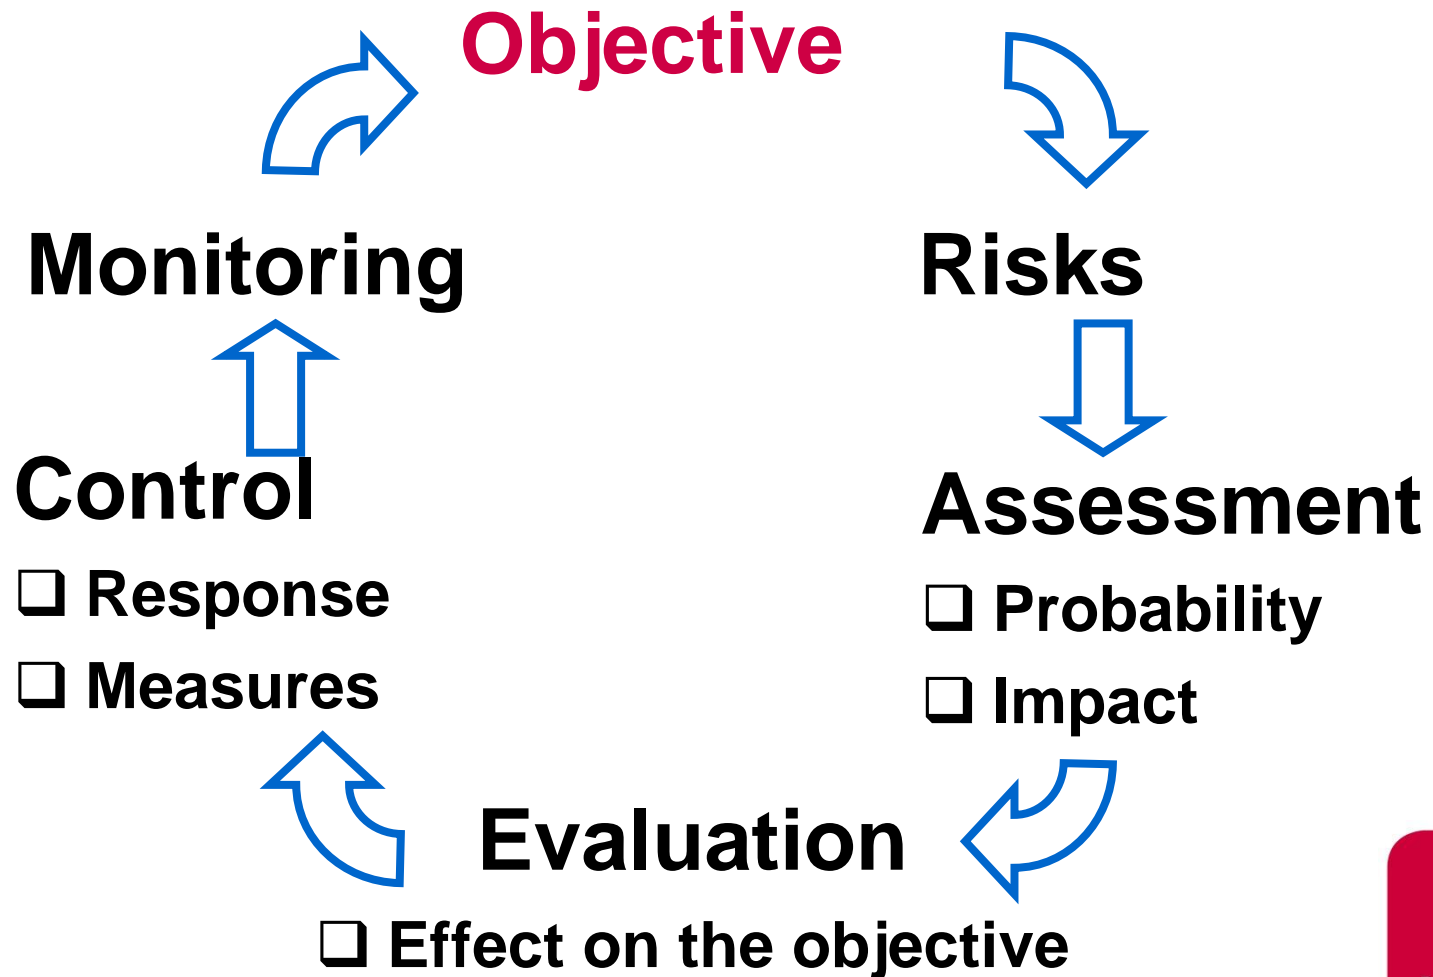 Objective
Monitoring
Risks
Control
Assessment
❑ Response
❑ Probability
❑ Measures
❑ Impact
Evaluation
❑ Effect on the objective